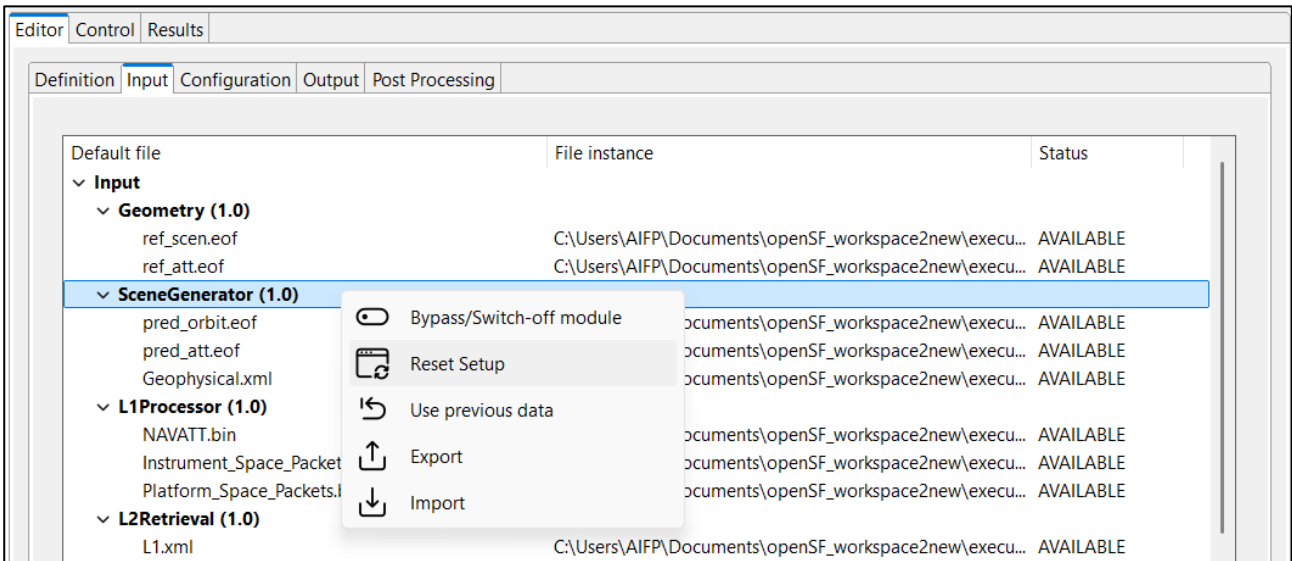 Editor Control Results
Definition Input Configuration Output Post Processing
Default file File instance Status
Input
Geometry (1.0)
ref_scen.eof C:\Users\AIFP\Documents\openSF_workspace2new\execu... AVAILABLE
ref_att.eof C:\Users\AIFP\Documents\openSF_workspace2new\execu... AVAILABLE
SceneGenerator (1.0)
pred_orbit.eof ocuments\openSF_workspace2new\execu... AVAILABLE
pred_att.eof ocuments\openSF_workspace2new\execu... AVAILABLE
Geophysical.xml ocuments\openSF_workspace2new\execu... AVAILABLE
L1Processor (1.0)
NAVATT.bin ocuments\openSF_workspace2new\execu... AVAILABLE
Instrument_Space_Packet ocuments\openSF_workspace2new\execu... AVAILABLE
Platform_Space_Packets.b ocuments\openSF_workspace2new\execu... AVAILABLE
L2Retrieval (1.0)
L1.xml C:\Users\AIFP\Documents\openSF_workspace2new\execu... AVAILABLE
Bypass/Switch-off module
Reset Setup
Use previous data
Export
Import